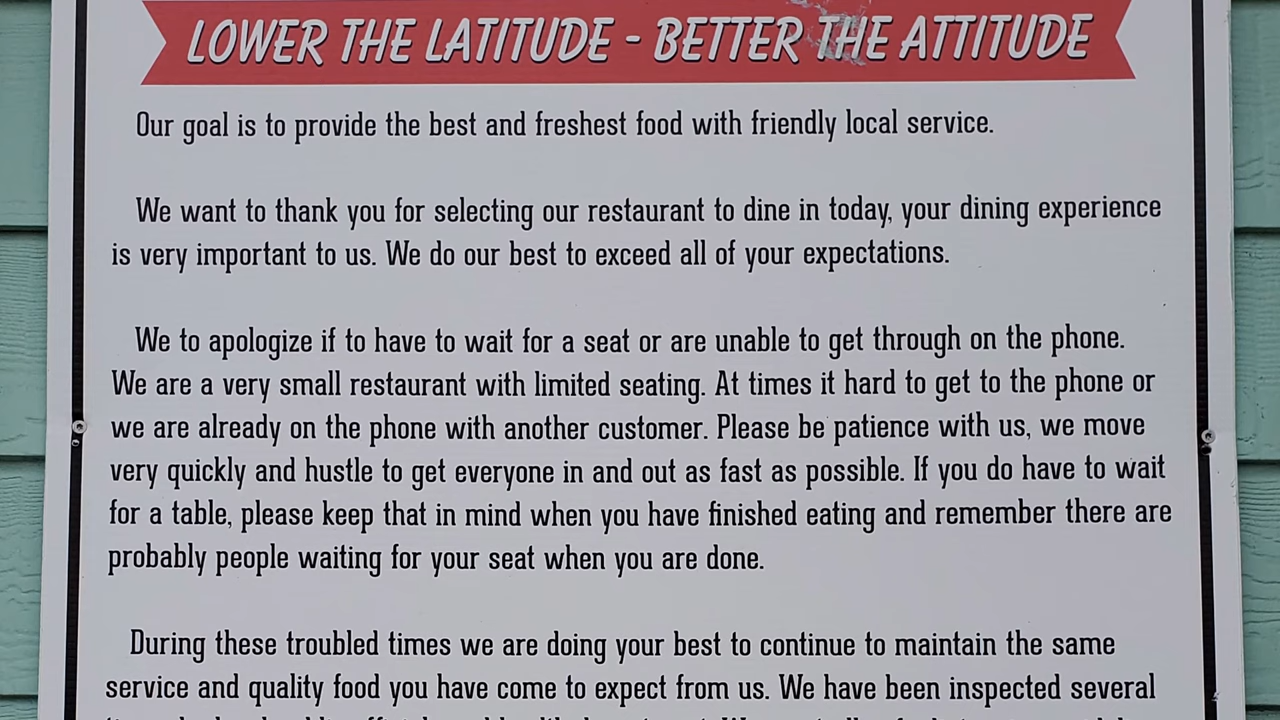 LOWER THE LATITUDE - BETTER THE ATTITUDE
Our goal is to provide the best and freshest food with friendly local service.
We want to thank you for selecting our restaurant to dine in today, your dining experience
is very important to us. We do our best to exceed all of your expectations.
We to apologize if to have to wait for a seat or are unable to get through on the phone.
We are a very small restaurant with limited seating. At times it hard to get to the phone or
we are already on the phone with another customer. Please be patience with us, we move
very quickly and hustle to get everyone in and out as fast as possible. If you do have to wait
for a table, please keep that in mind when you have finished eating and remember there are
probably people waiting for your seat when you are done.
During these troubled times we are doing your best to continue to maintain the same
service and quality food you have come to expect from us. We have been inspected several